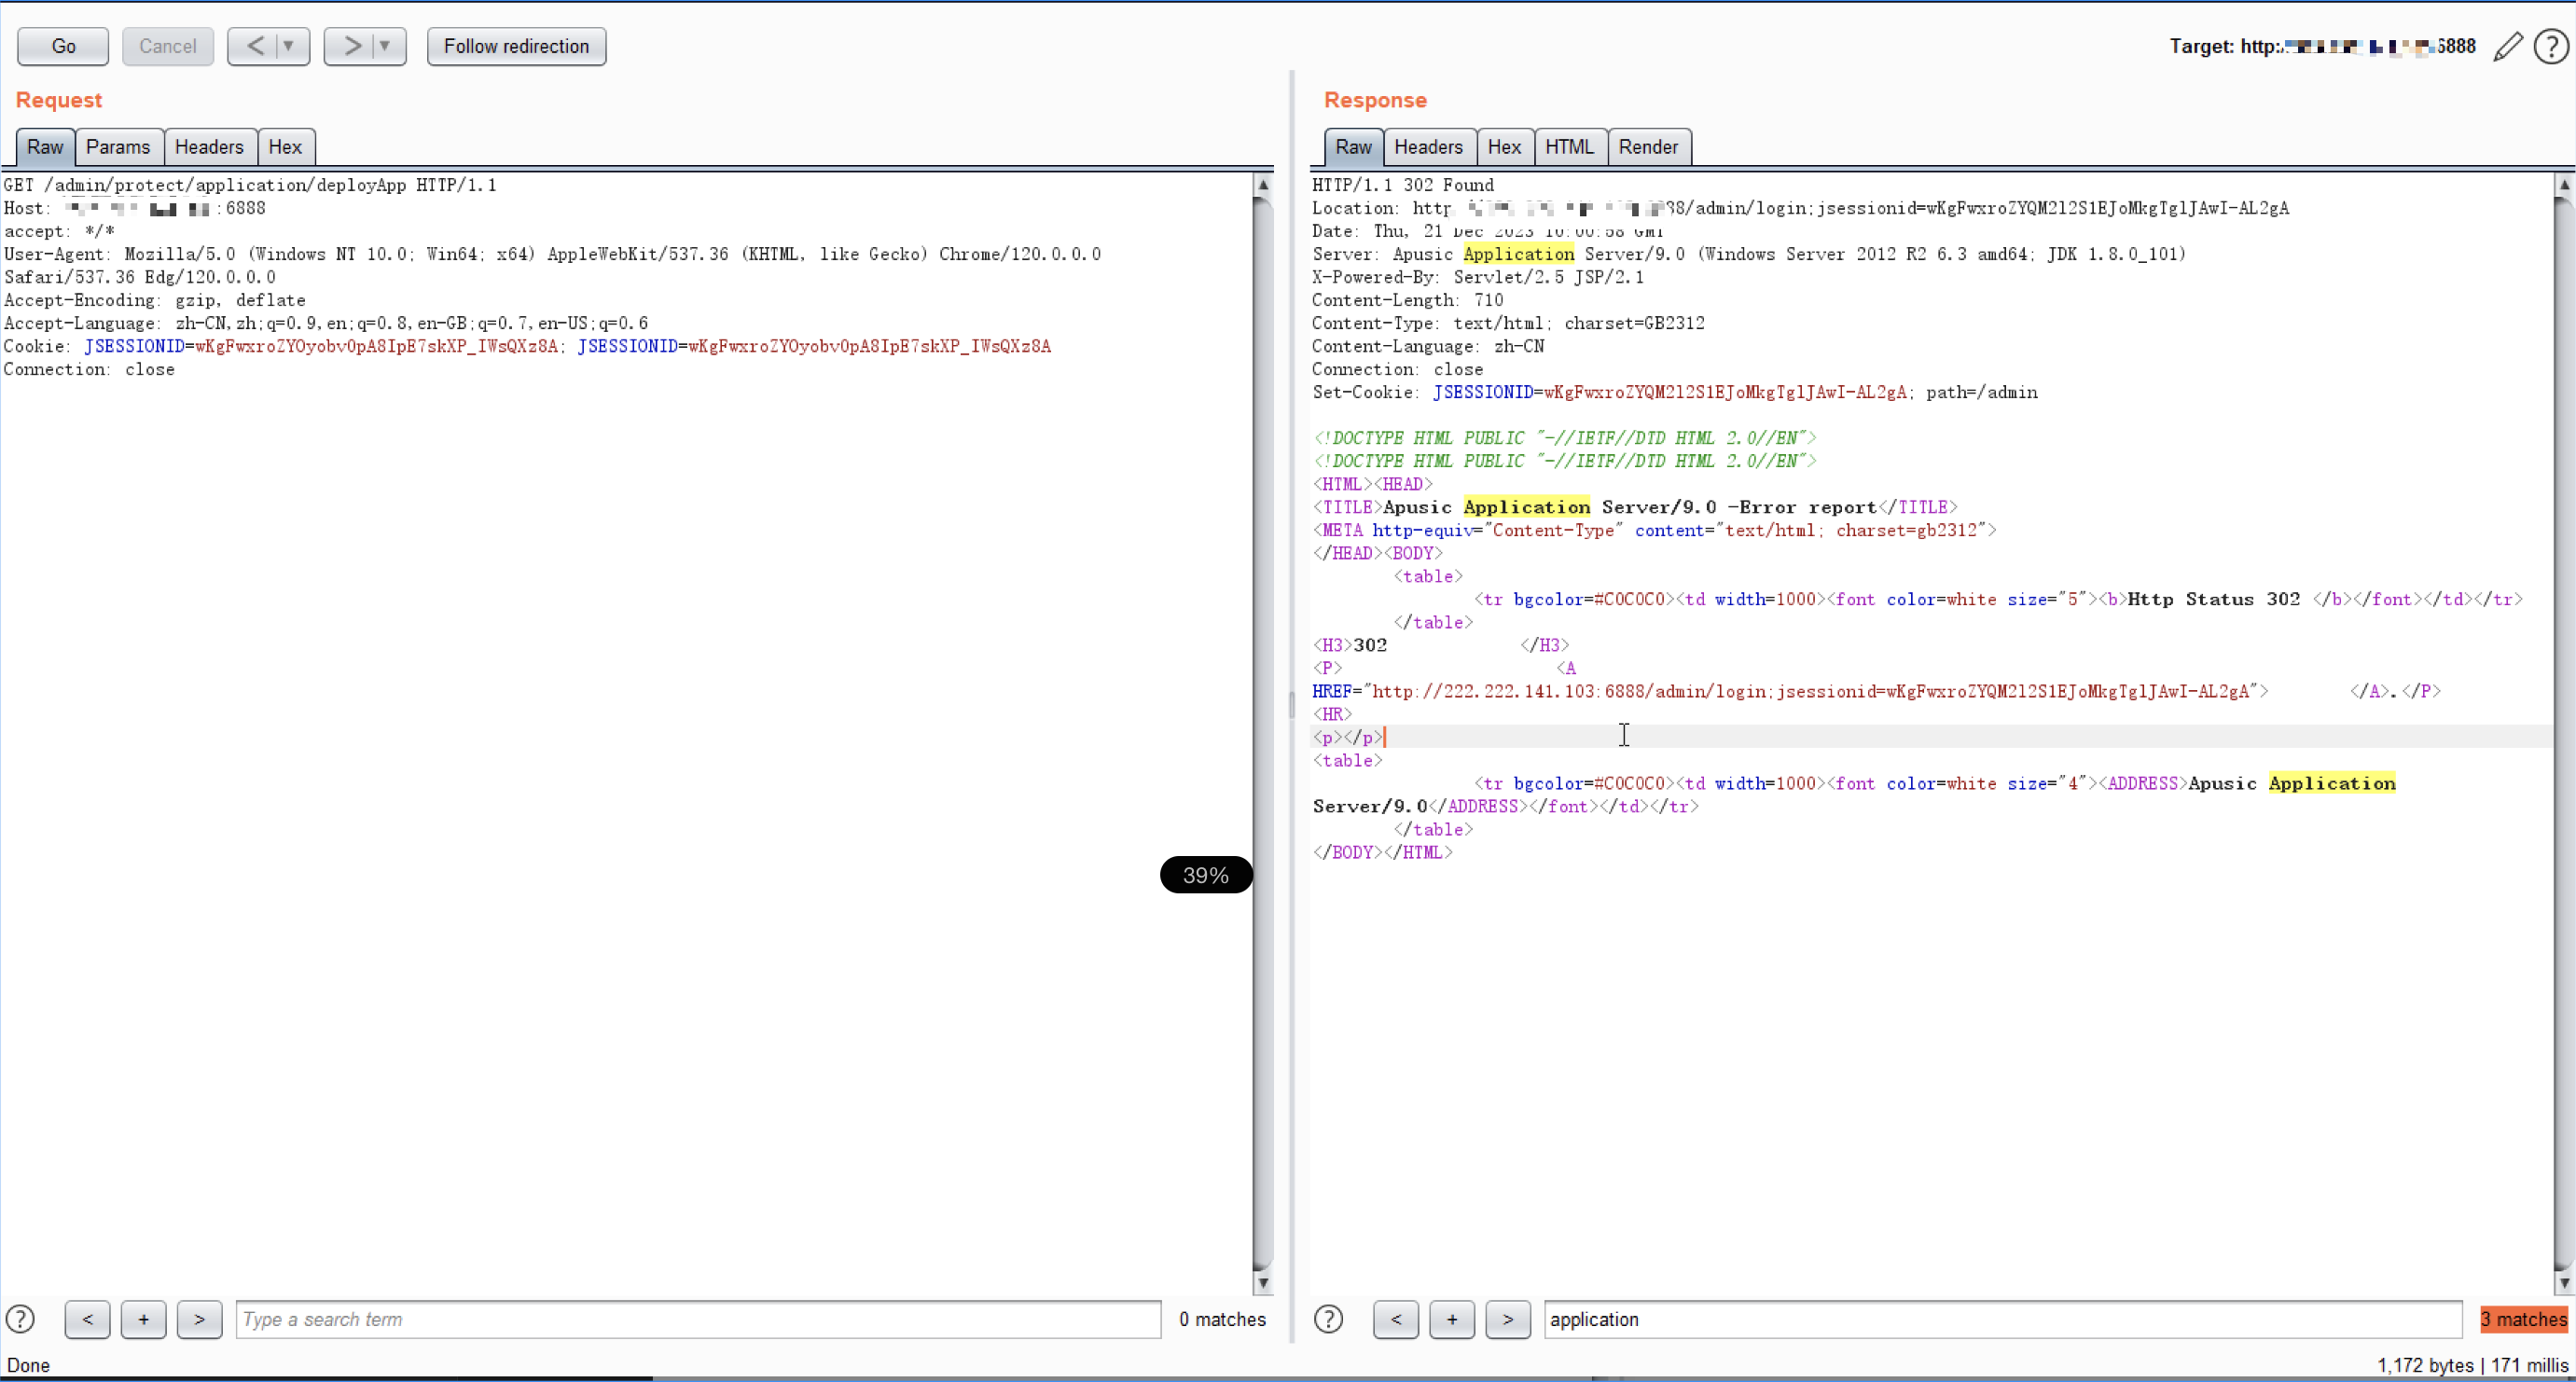 Go
Cancel
<
>
Follow redirection
Target: http: 6888
?
Request
Raw
Params
Headers
Hex
GET /admin/protect/application/deployApp HTTP/1.1
Host: :6888
accept: */*
User-Agent: Mozilla/5.0 (Windows NT 10.0; Win64; x64) AppleWebKit/537.36 (KHTML, like Gecko) Chrome/120.0.0.0
Safari/537.36 Edg/120.0.0.0
Accept-Encoding: gzip, deflate
Accept-Language: zh-CN,zh;q=0.9,en;q=0.8,en-GB;q=0.7,en-US;q=0.6
Cookie: JSESSIONID=wKgFwxroZYOyobv0pA8IpE7skXP_IWsQXz8A; JSESSIONID=wKgFwxroZYOyobv0pA8IpE7skXP_IWsQXz8A
Connection: close
39%
?
<
+
>
Type a search term
0 matches
Done
Response
Raw
Headers
Hex
HTML
Render
HTTP/1.1 302 Found
Location: http 88/admin/login;jsessionid=wKgFwxroZYQM2l2S1EJoMkgTglJAwI-AL2gA
Date: Thu, 21 Dec 2023 10:00:58 GMT
Server: Apusic Application Server/9.0 (Windows Server 2012 R2 6.3 amd64; JDK 1.8.0_101)
X-Powered-By: Servlet/2.5 JSP/2.1
Content-Length: 710
Content-Type: text/html; charset=GB2312
Content-Language: zh-CN
Connection: close
Set-Cookie: JSESSIONID=wKgFwxroZYQM2l2S1EJoMkgTglJAwI-AL2gA; path=/admin
<!DOCTYPE HTML PUBLIC "-//IETF//DTD HTML 2.0//EN">
<!DOCTYPE HTML PUBLIC "-//IETF//DTD HTML 2.0//EN">
<HTML><HEAD>
<TITLE>Apusic Application Server/9.0 -Error report</TITLE>
<META http-equiv="Content-Type" content="text/html; charset=gb2312">
</HEAD><BODY>
<table>
<tr bgcolor=#C0C0C0><td width=1000><font color=white size="5"><b>Http Status 302 </b></font></td></tr>
</table>
<H3>302 </H3>
<P> <A
HREF="http://222.222.141.103:6888/admin/login;jsessionid=wKgFwxroZYQM2l2S1EJoMkgTglJAwI-AL2gA"> </A>.</P>
<HR>
<p></p>
<table>
<tr bgcolor=#C0C0C0><td width=1000><font color=white size="4"><ADDRESS>Apusic Application
Server/9.0</ADDRESS></font></td></tr>
</table>
</BODY></HTML>
?
<
+
>
application
3 matches
1,172 bytes | 171 millis